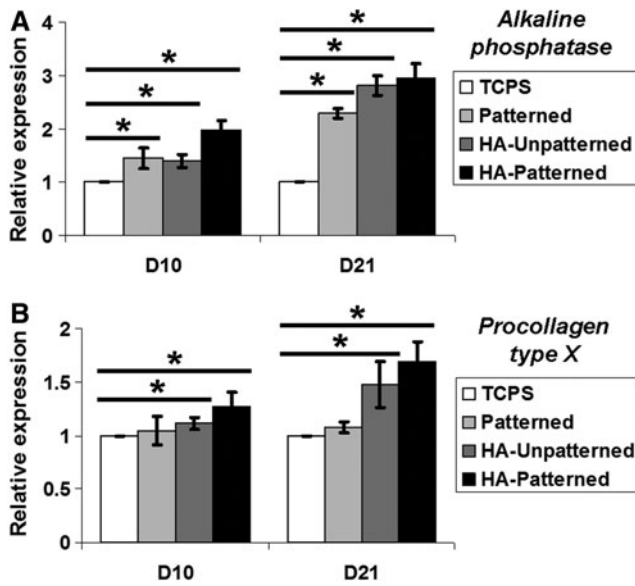 A
Alkaline
phosphatase
Relative expression
4
3
2
1
0
*
*
*
*
*
*
D10
D21
TCPS
Patterned
HA-Unpatterned
HA-Patterned
B
Procollagen
type X
Relative expression
2
1.5
1
0.5
0
*
*
*
*
D10
D21
TCPS
Patterned
HA-Unpatterned
HA-Patterned